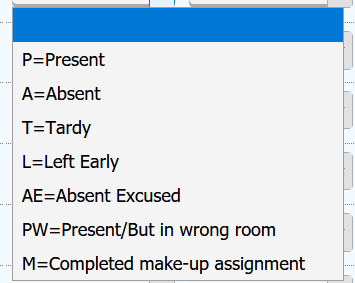 P=Present
A=Absent
T=Tardy
L=Left Early
AE=Absent Excused
PW=Present/But in wrong room
M=Completed make-up assignment